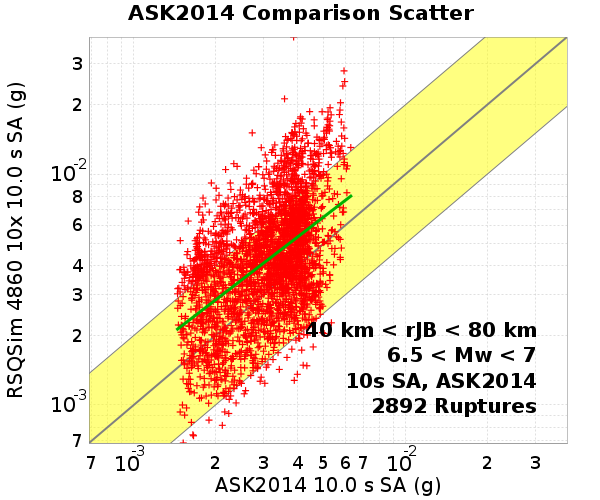 ASK2014 Comparison Scatter
RSQSim 4860 10x 10.0 s SA (g)
3
2
10-2
8
6
4
3
2
10-3
7
40 km < rJB < 80 km
6.5 < Mw < 7
10s SA, ASK2014
2892 Ruptures
7 10-3 2 3 4 5 6 7 10-2 2 3
ASK2014 10.0 s SA (g)